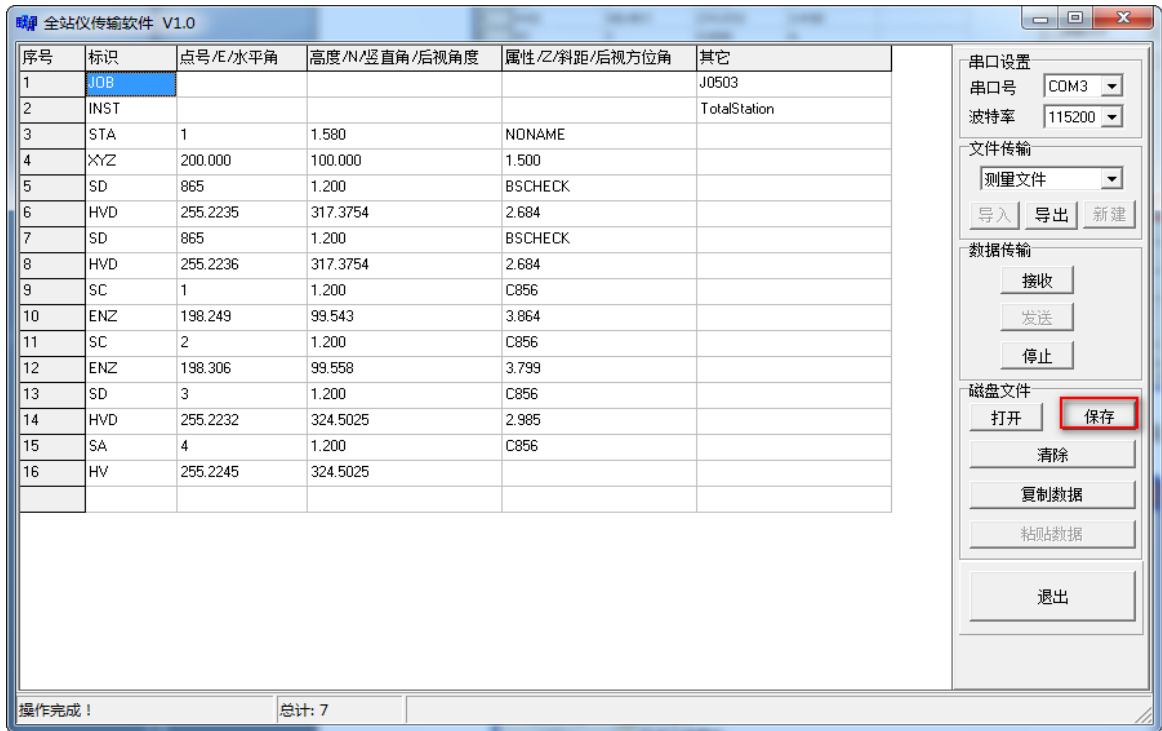 全站仪传输软件 V1.0
序号 标识 点号/E/水平角 高度/N/竖直角/后视角度 属性/Z/斜距/后视方位角 其它
1 JOB J0503
2 INST TotalStation
3 STA 1 1.580 NONAME
4 XYZ 200.000 100.000 1.500
5 SD 865 1.200 BSCHECK
6 HVD 255.2235 317.3754 2.684
7 SD 865 1.200 BSCHECK
8 HVD 255.2236 317.3754 2.684
9 SC 1 1.200 C856
10 ENZ 198.249 99.543 3.864
11 SC 2 1.200 C856
12 ENZ 198.306 99.558 3.799
13 SD 3 1.200 C856
14 HVD 255.2232 324.5025 2.985
15 SA 4 1.200 C856
16 HV 255.2245 324.5025
串口设置
串口号 COM3
波特率 115200
文件传输
测量文件
导入 导出 新建
数据传输
接收
发送
停止
磁盘文件
打开 保存
清除
复制数据
粘贴数据
退出
操作完成！ 总计: 7